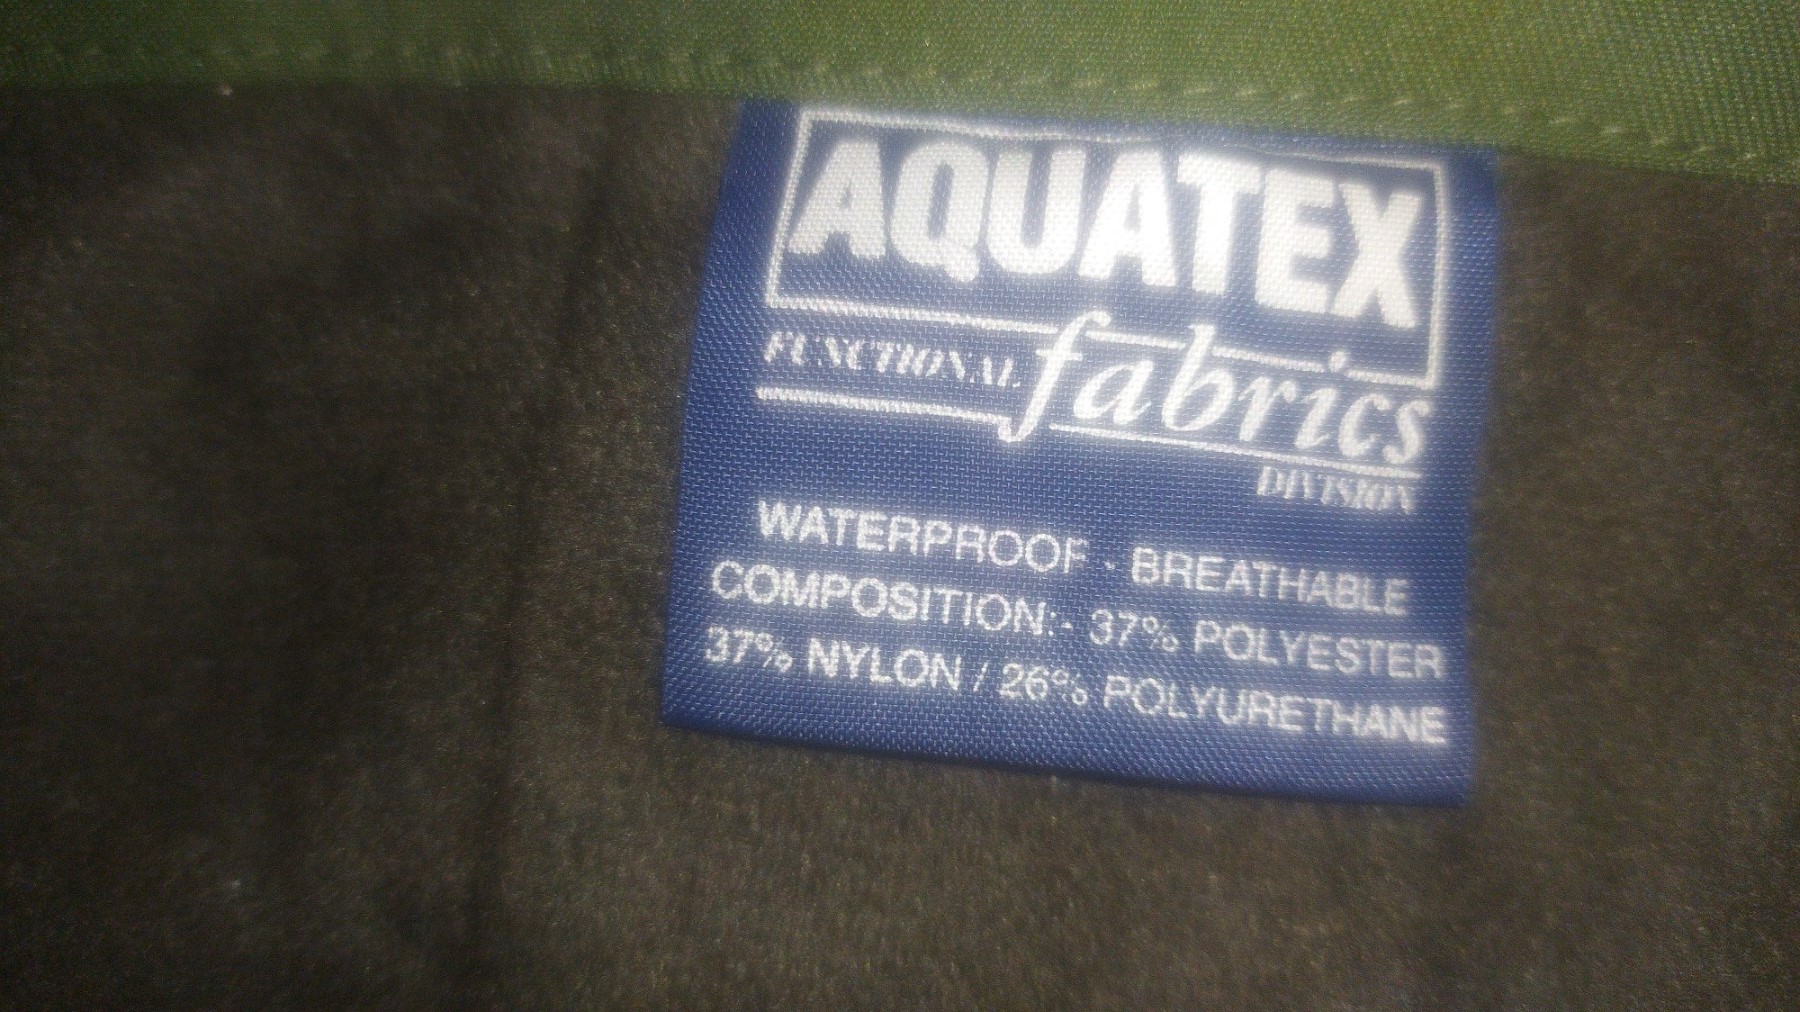 AQUATEX
FUNCTIONAL fabrics
DIVISION
WATERPROOF - BREATHABLE
COMPOSITION:- 37% POLYESTER
37% NYLON / 26% POLYURETHANE